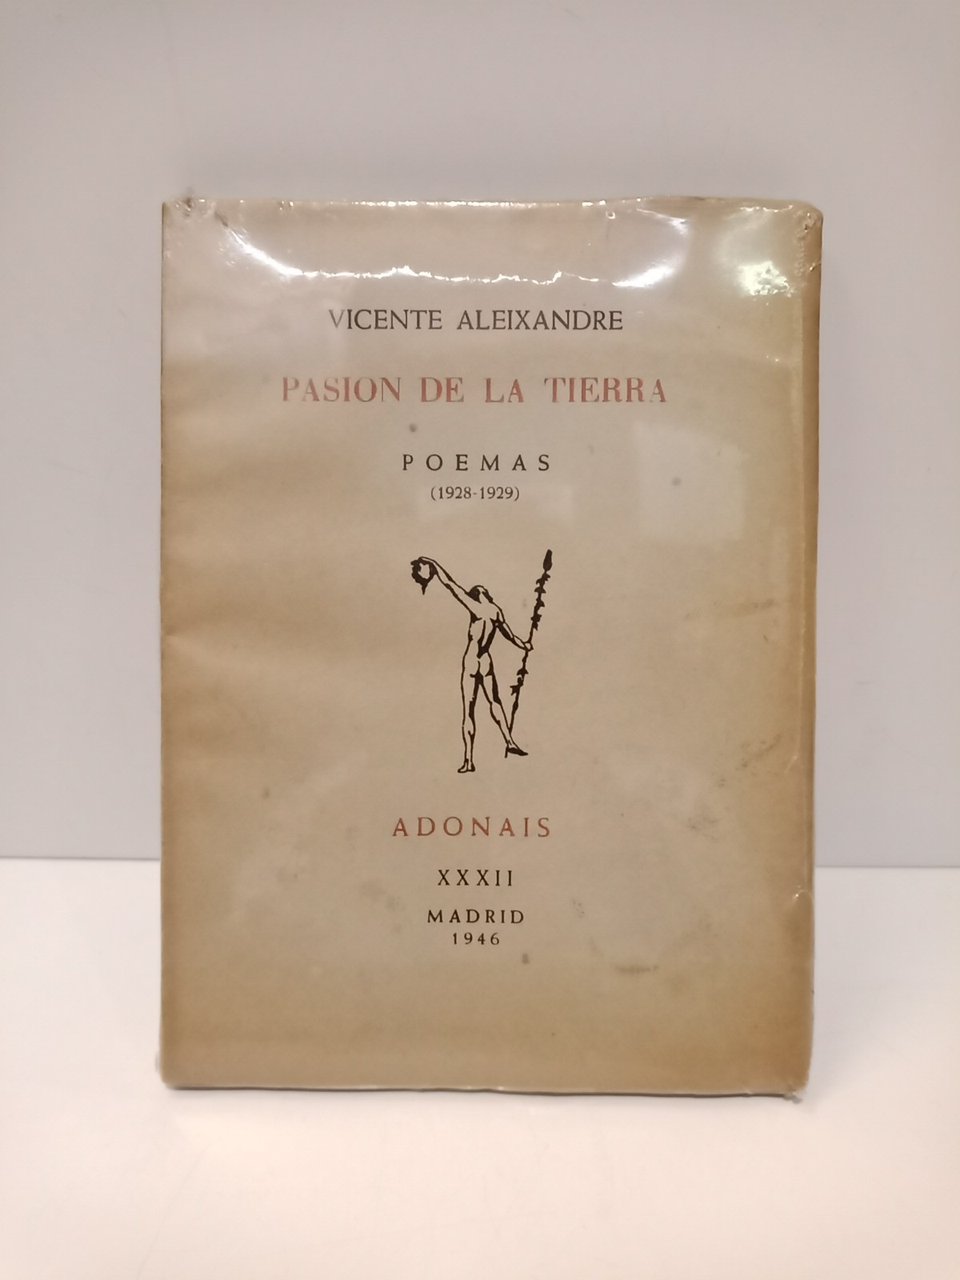 VICENTE ALEIXANDRE
PASION DE LA TIERRA
POEMAS
(1928-1929)
ADONAIS
XXXII
MADRID
1946